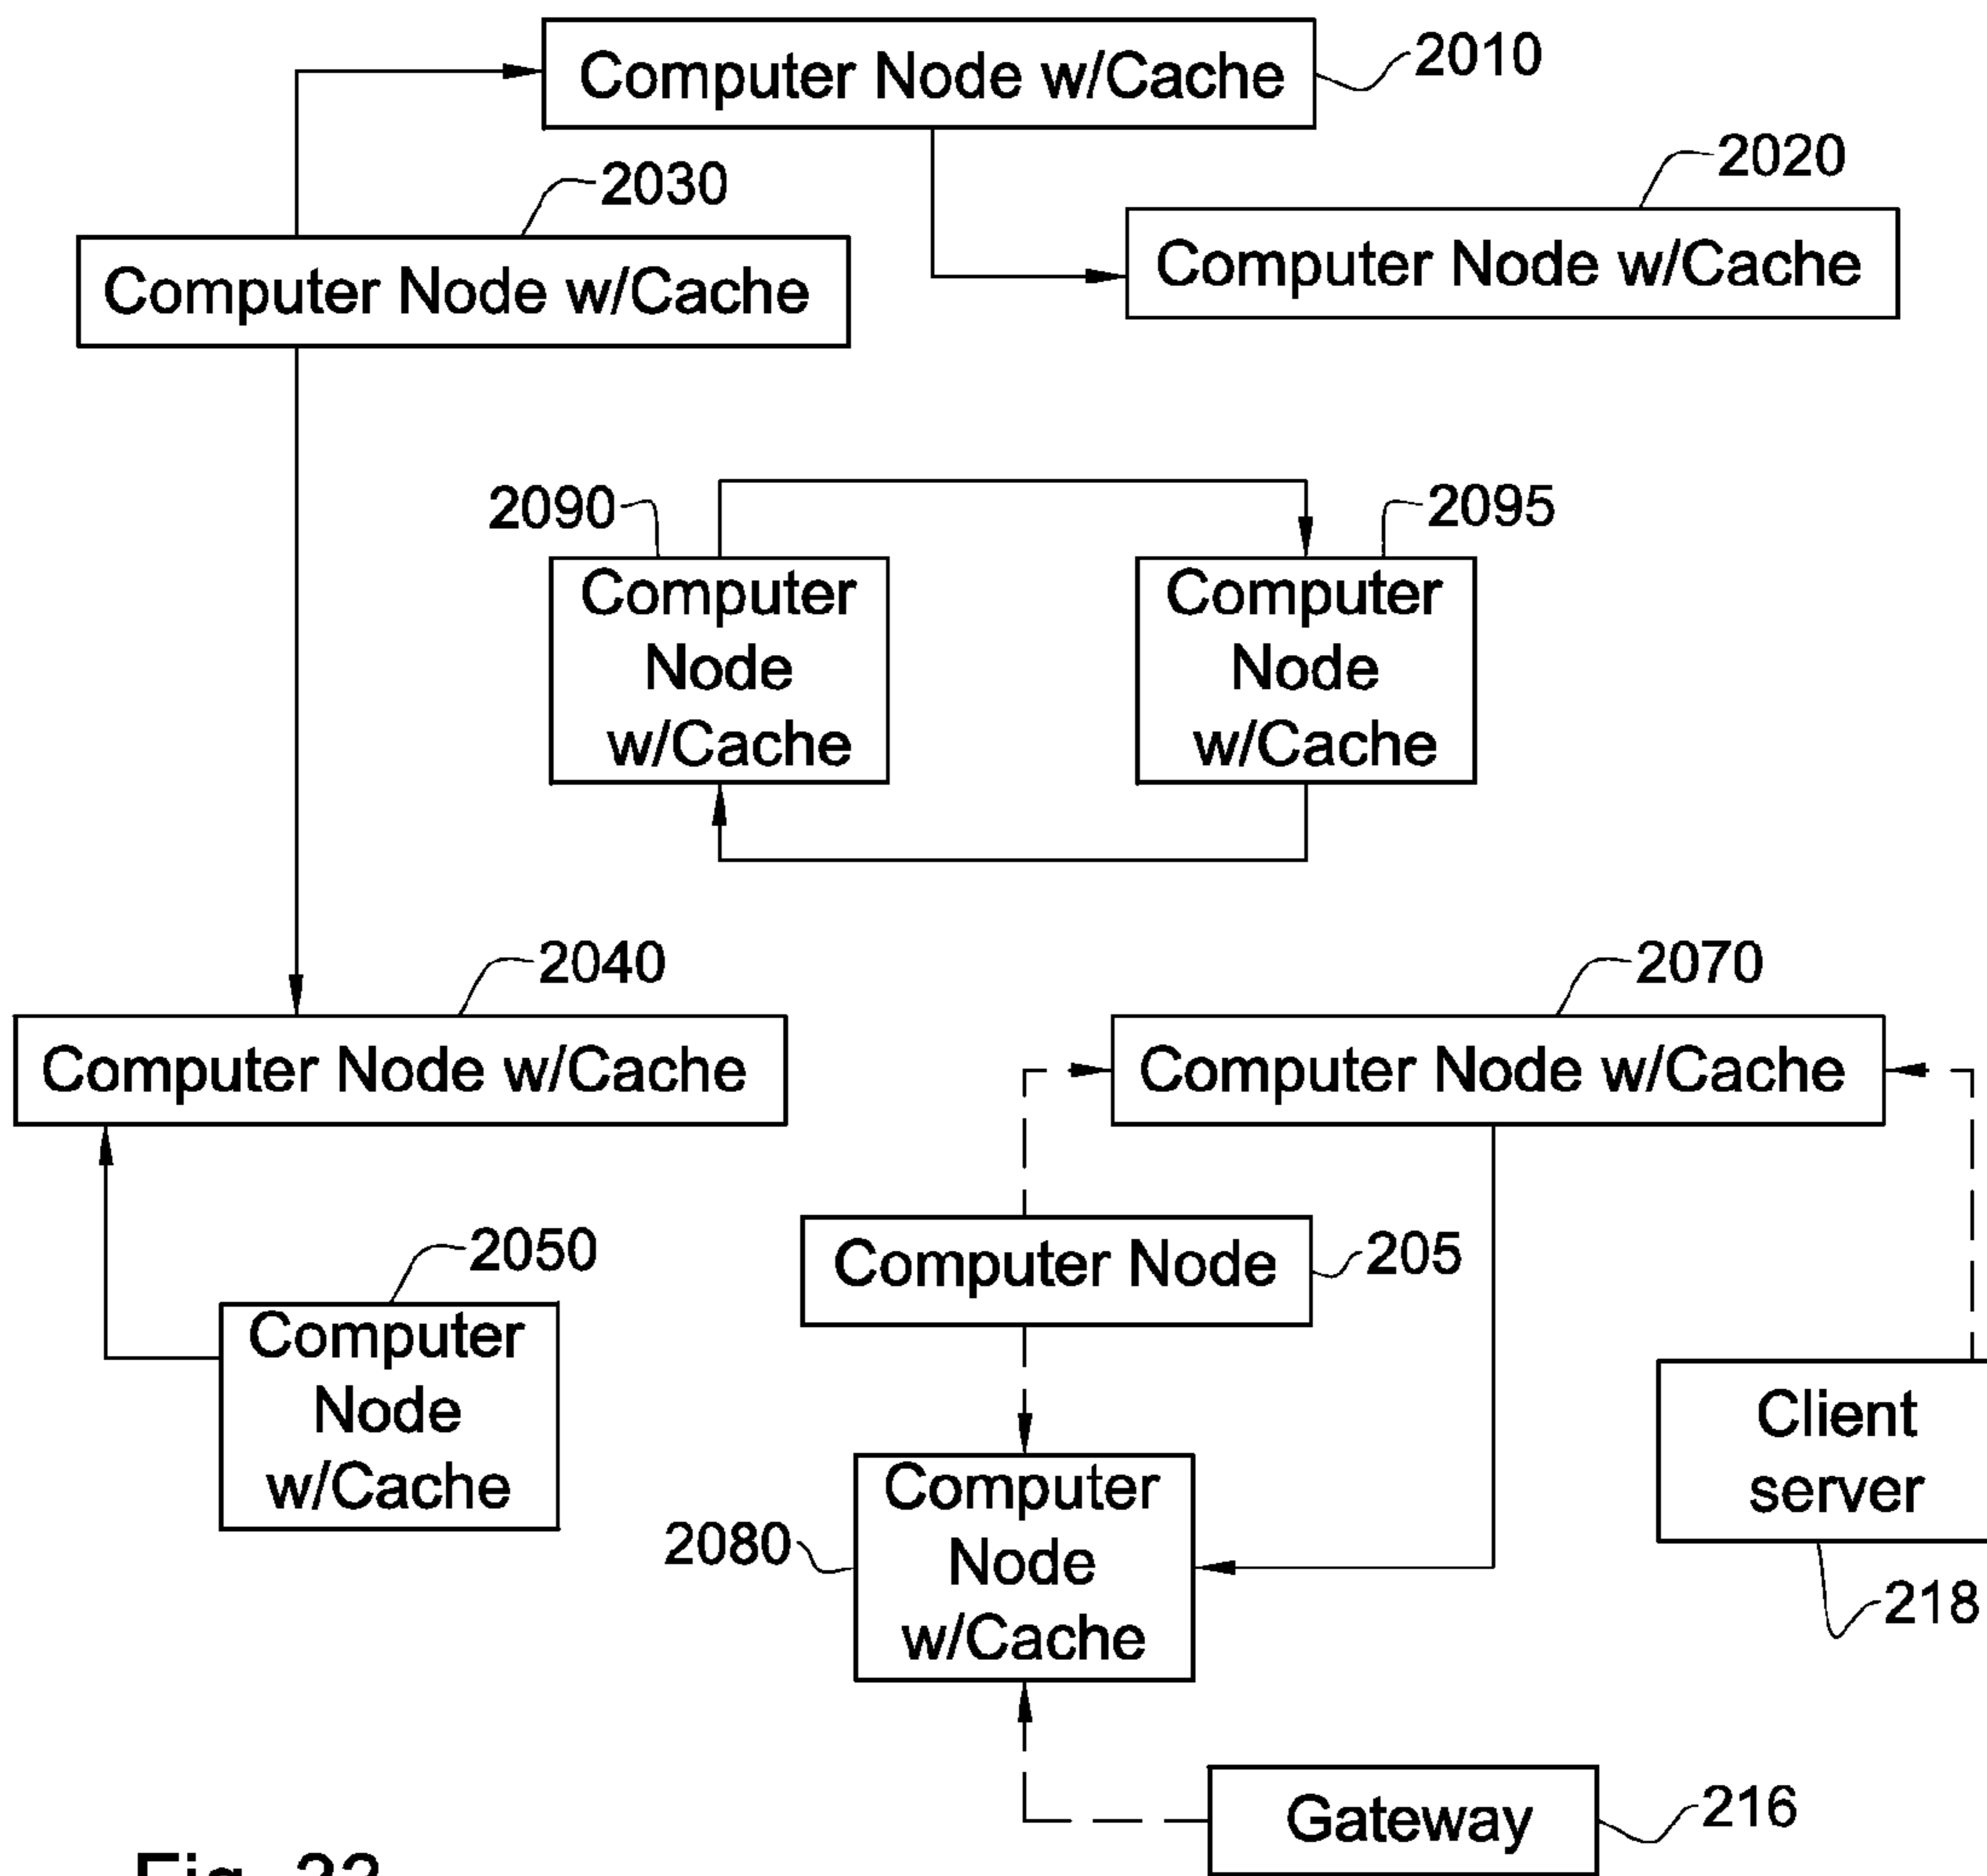 Computer Node w/Cache
2010
2020
2030
Computer Node w/Cache
Computer Node w/Cache
2090
2095
Computer
Node
w/Cache
Computer
Node
w/Cache
2040
2070
Computer Node w/Cache
Computer Node w/Cache
2050
Computer Node
205
Computer
Node
w/Cache
Client
server
Computer
Node
w/Cache
2080
218
Gateway
216